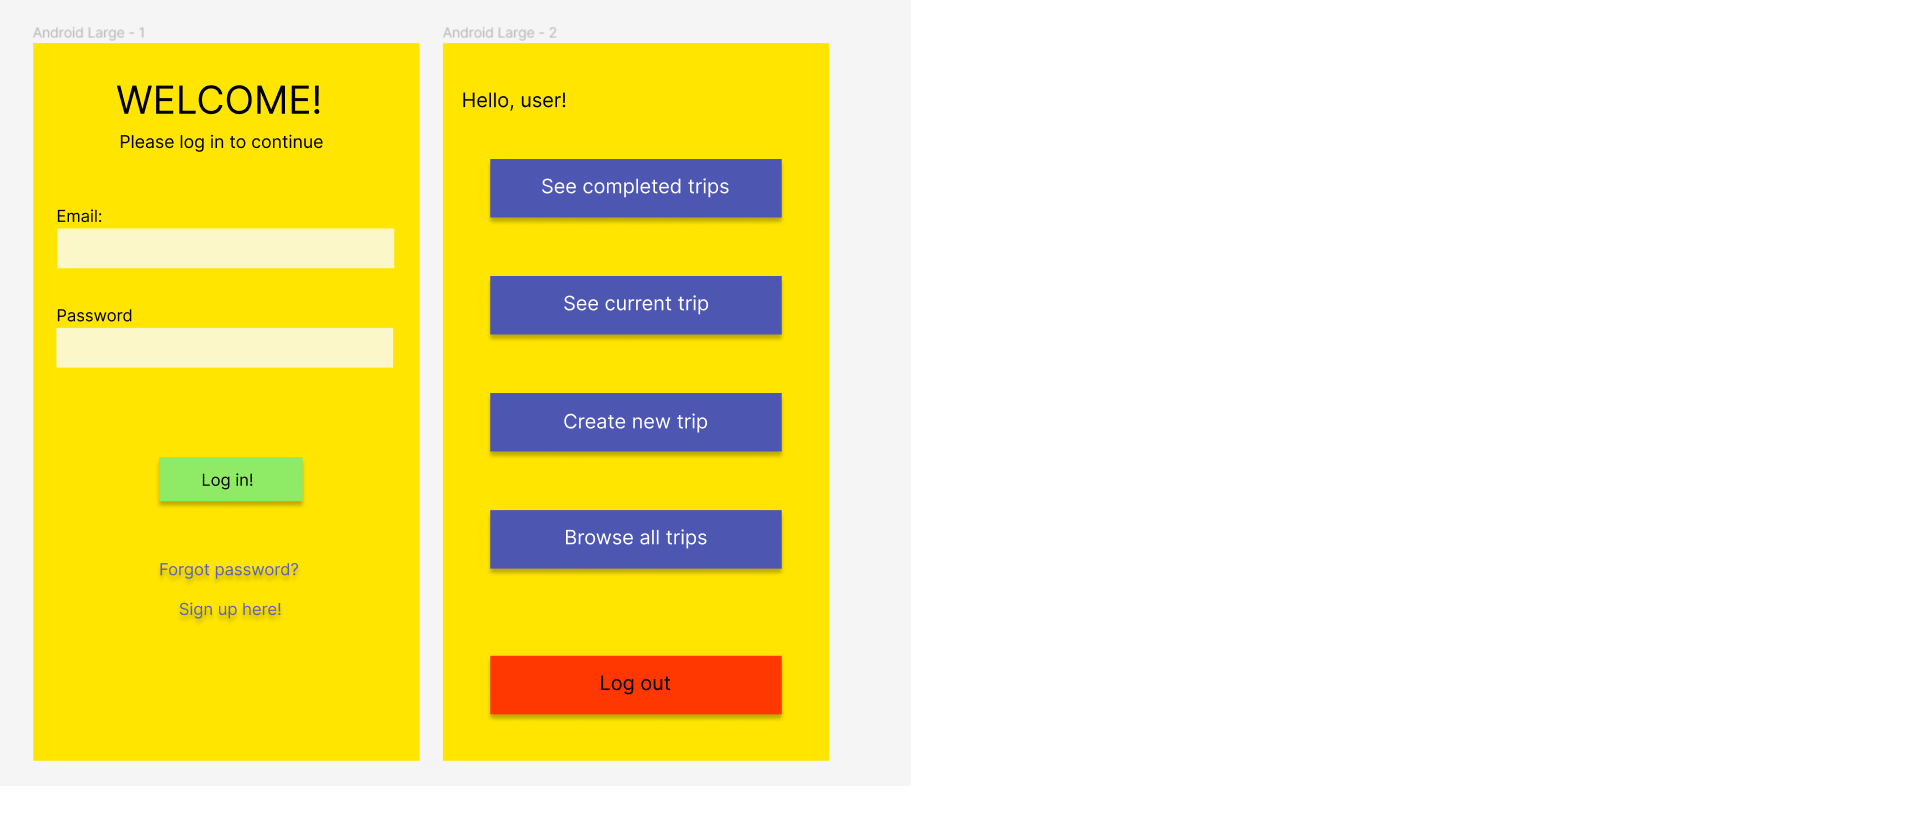 Android Large - 1
WELCOME!
Please log in to continue
Email:
Password
Log in!
Forgot password?
Sign up here!
Android Large - 2
Hello, user!
See completed trips
See current trip
Create new trip
Browse all trips
Log out